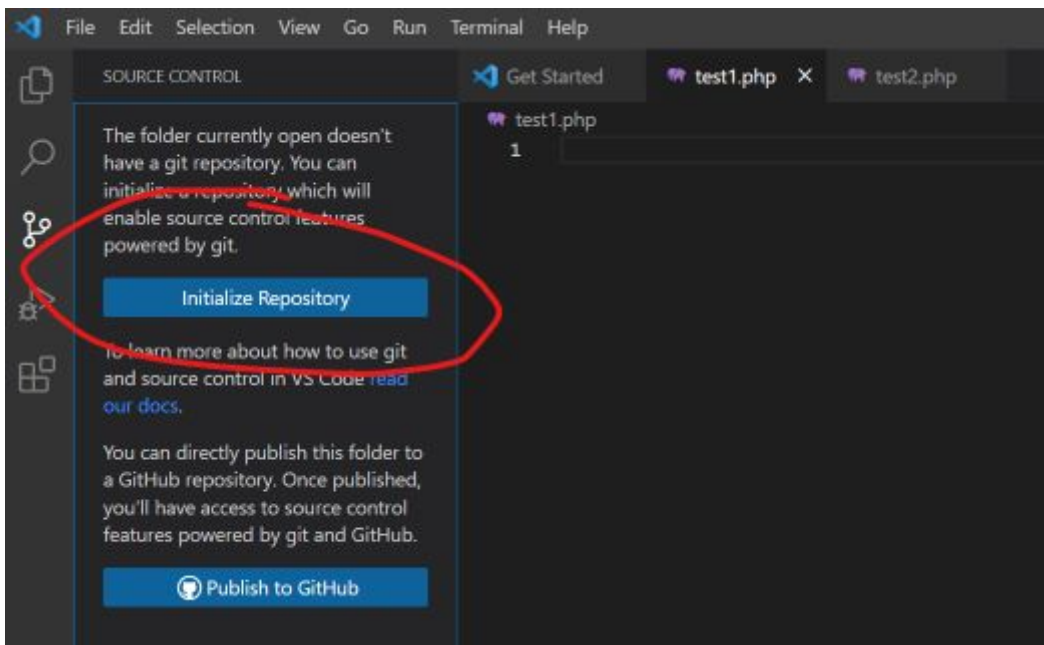 File Edit Selection View Go Run Terminal Help
SOURCE CONTROL
Get Started
test1.php
test2.php
The folder currently open doesn't
have a git repository. You can
initialize a repository which will
enable source control features
powered by git.
Initialize Repository
To learn more about how to use git
and source control in VS Code read
our docs.
You can directly publish this folder to
a GitHub repository. Once published,
you'll have access to source control
features powered by git and GitHub.
Publish to GitHub
test1.php
1